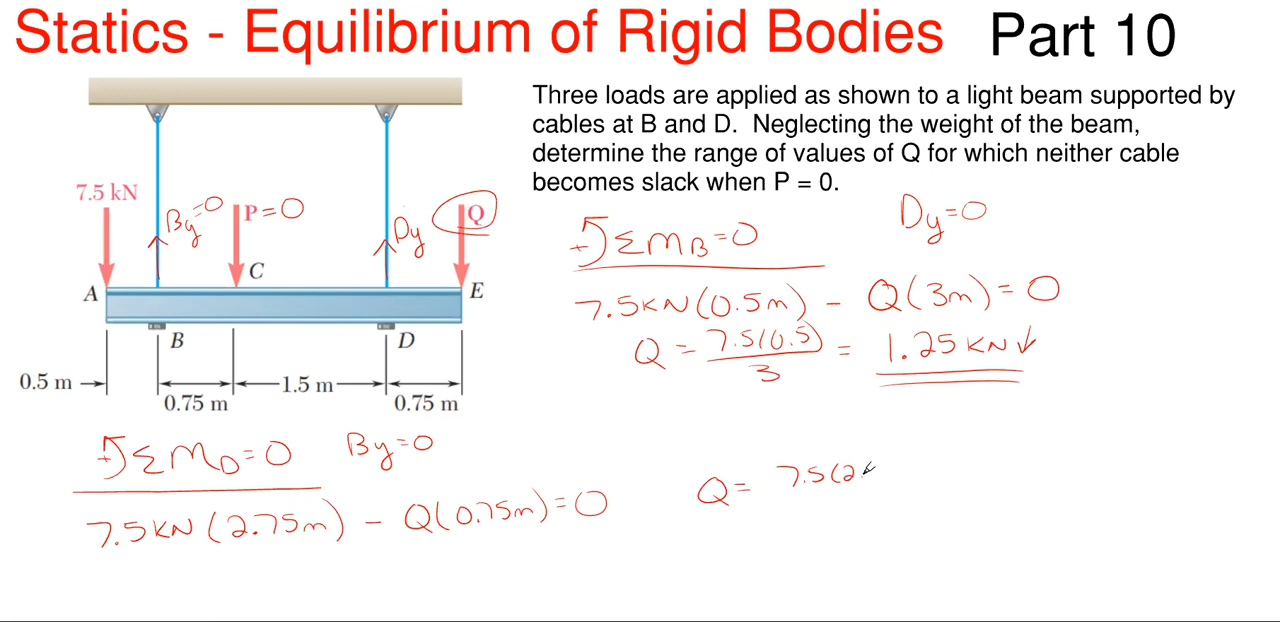 Statics - Equilibrium of Rigid Bodies Part 10
Three loads are applied as shown to a light beam supported by
cables at B and D. Neglecting the weight of the beam,
determine the range of values of Q for which neither cable
becomes slack when P = 0.
7.5 kN
By=0
P=0
Dy
Q
A
C
E
B
D
0.5 m
0.75 m
1.5 m
0.75 m
Dy=0
+ΣMB=0
7.5KN(0.5m) - Q(3m)=0
Q = 7.5(0.5)/3 = 1.25KN↓
+ΣMD=0 By=0
7.5KN(2.75m) - Q(0.75m)=0
Q= 7.5(2.